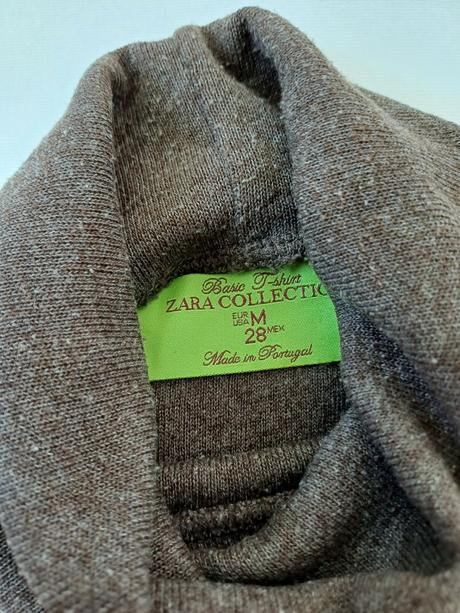 Basic T-shirt
ZARA COLLECTIO
EUR USA M
28 MEX
Made in Portugal